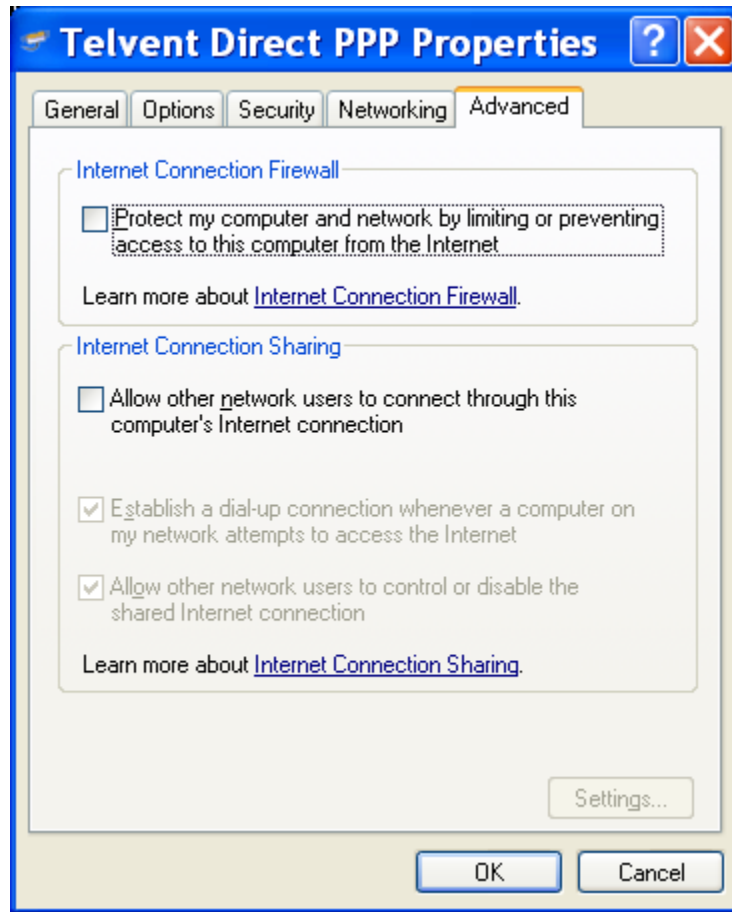 Telvent Direct PPP Properties
General Options Security Networking Advanced
Internet Connection Firewall
Protect my computer and network by limiting or preventing
access to this computer from the Internet
Learn more about Internet Connection Firewall.
Internet Connection Sharing
Allow other network users to connect through this
computer's Internet connection
Establish a dial-up connection whenever a computer on
my network attempts to access the Internet
Allow other network users to control or disable the
shared Internet connection
Learn more about Internet Connection Sharing.
Settings...
OK Cancel